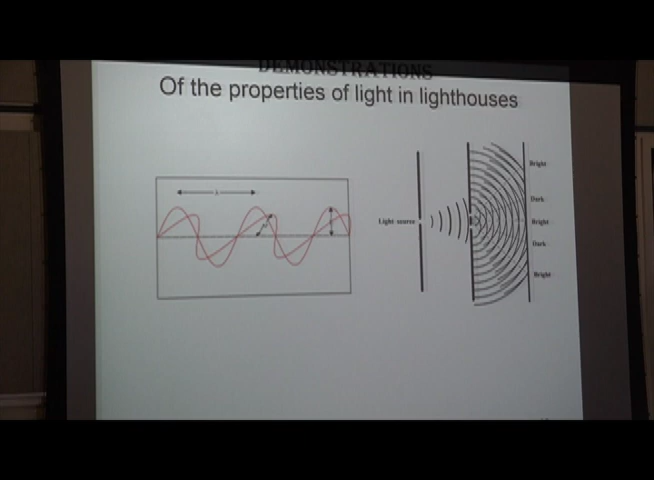 DEMONSTRATIONS
Of the properties of light in lighthouses
λ
Light source
Bright
Dark
Bright
Dark
Bright